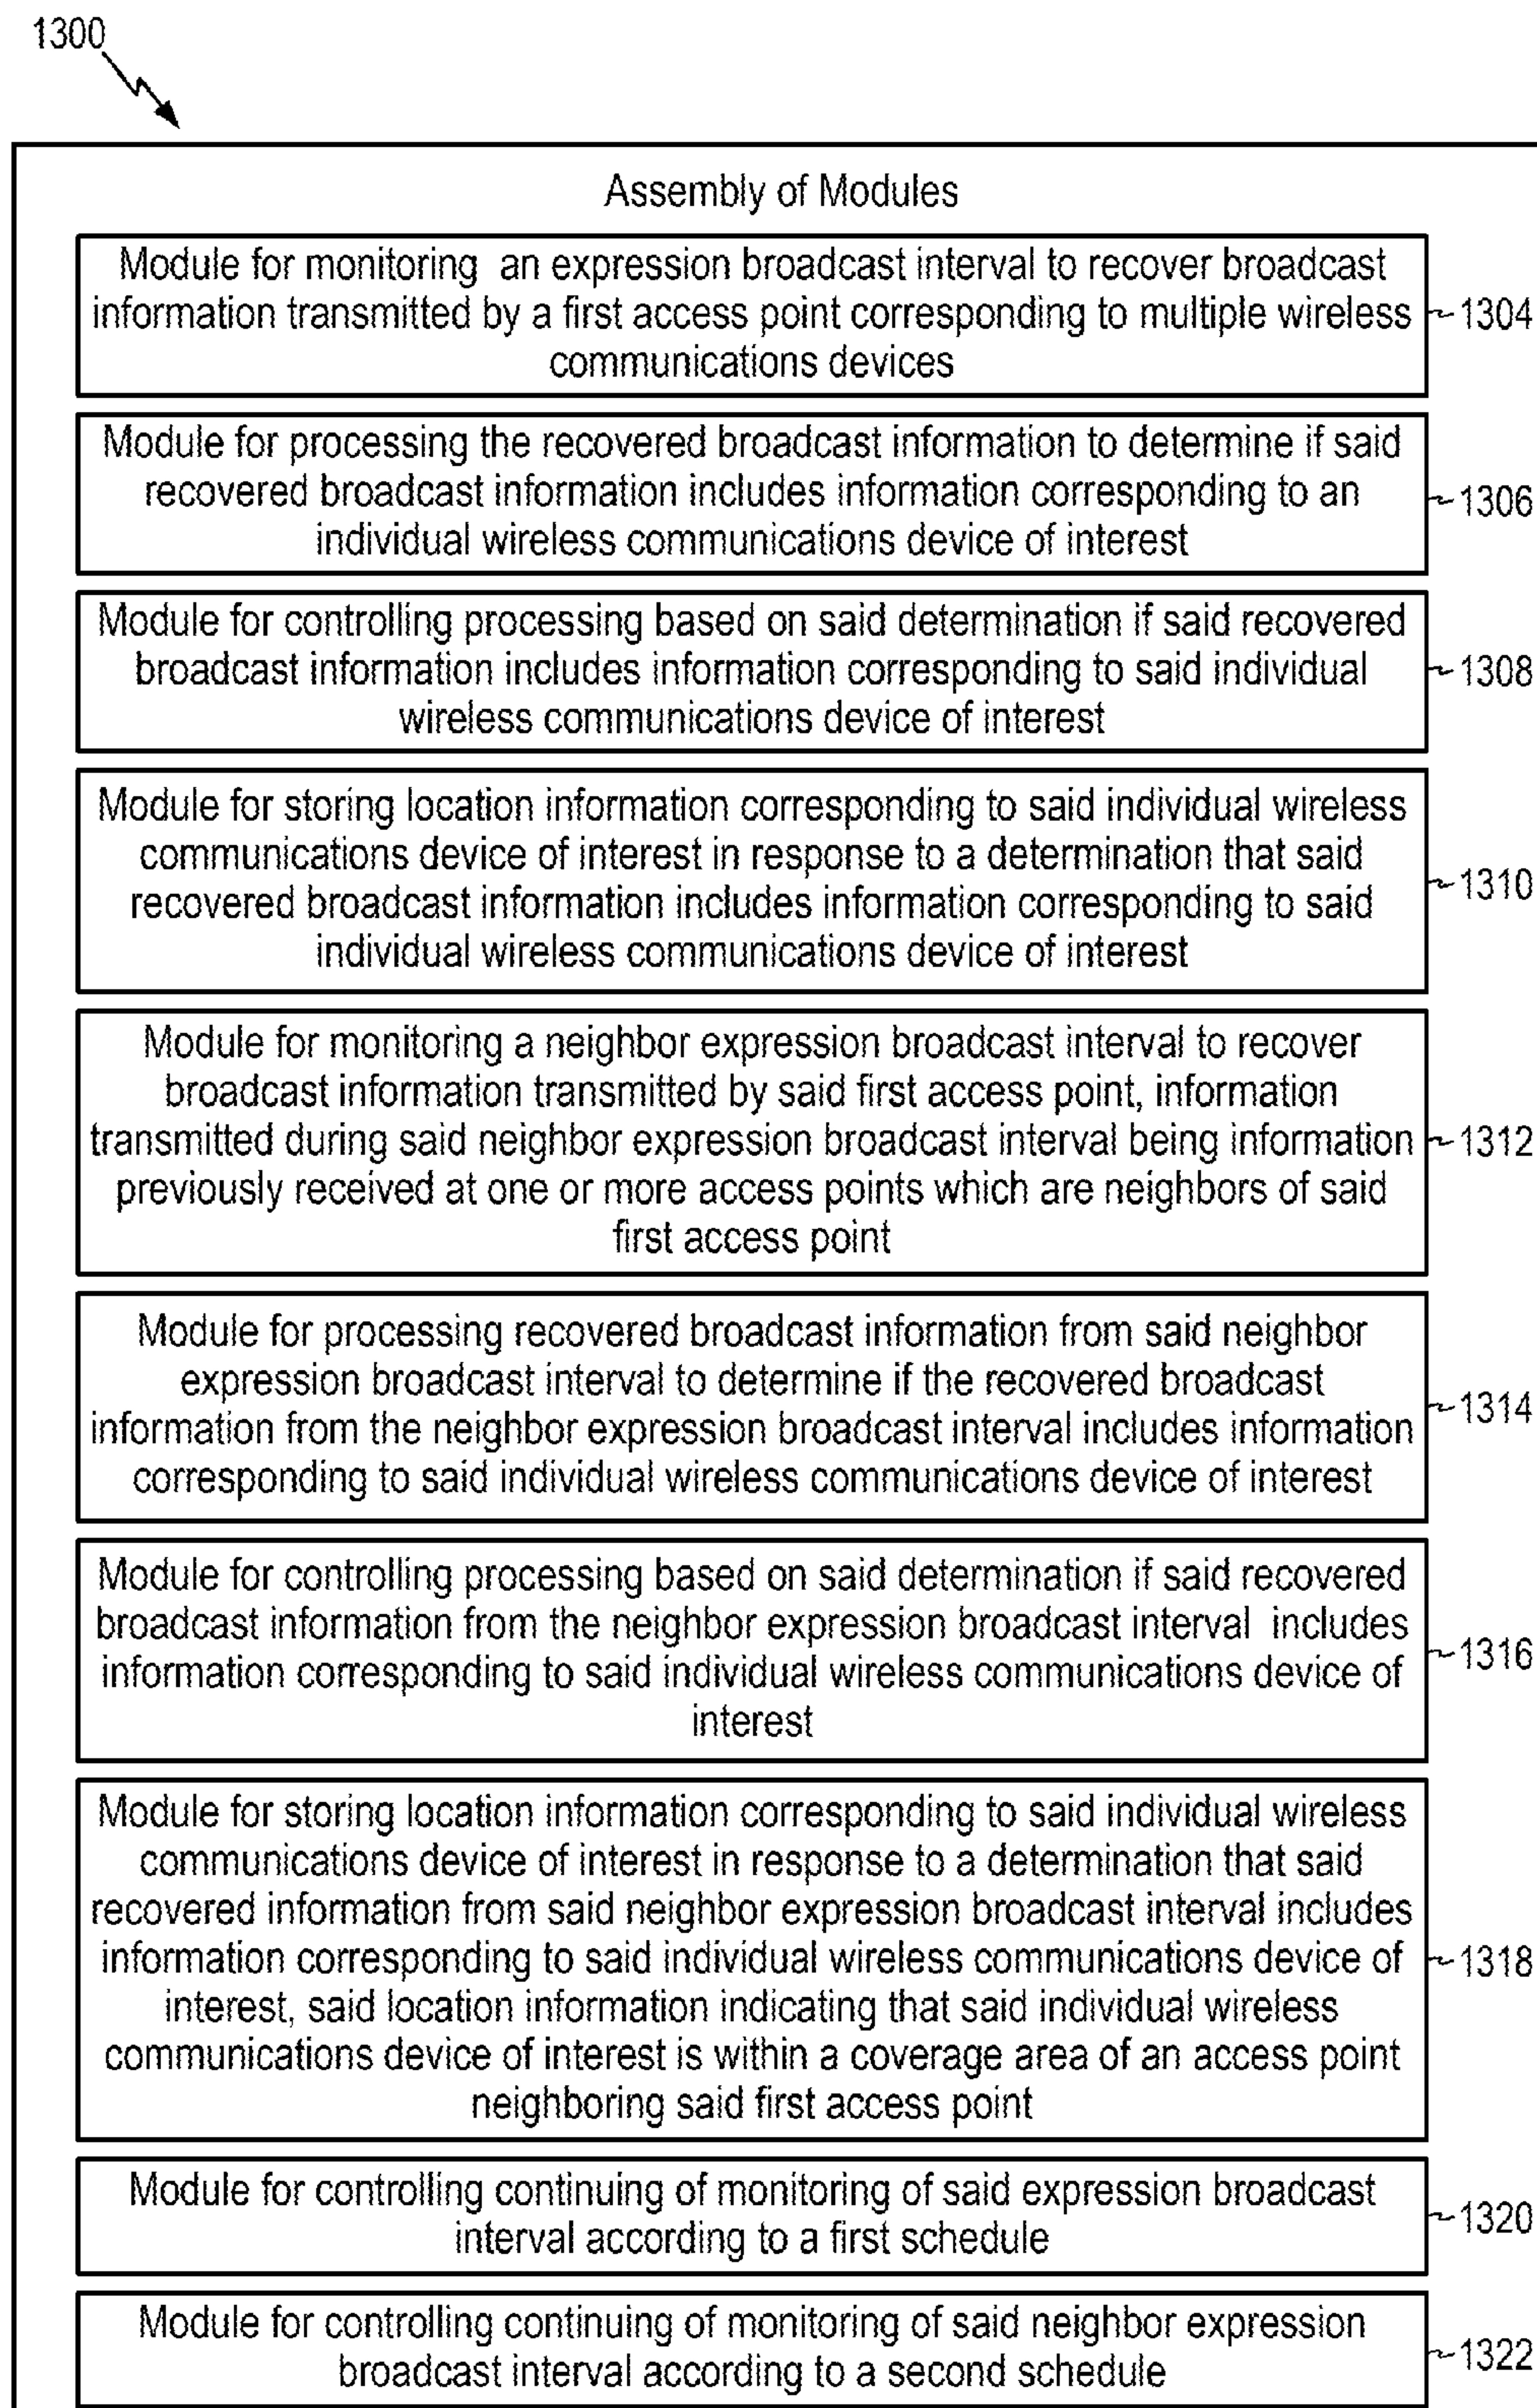 1300
Assembly of Modules
Module for monitoring an expression broadcast interval to recover broadcast
information transmitted by a first access point corresponding to multiple wireless
communications devices
1304
Module for processing the recovered broadcast information to determine if said
recovered broadcast information includes information corresponding to an
individual wireless communications device of interest
1306
Module for controlling processing based on said determination if said recovered
broadcast information includes information corresponding to said individual
wireless communications device of interest
1308
Module for storing location information corresponding to said individual wireless
communications device of interest in response to a determination that said
recovered broadcast information includes information corresponding to said
individual wireless communications device of interest
1310
Module for monitoring a neighbor expression broadcast interval to recover
broadcast information transmitted by said first access point, information
transmitted during said neighbor expression broadcast interval being information
previously received at one or more access points which are neighbors of said
first access point
1312
Module for processing recovered broadcast information from said neighbor
expression broadcast interval to determine if the recovered broadcast
information from the neighbor expression broadcast interval includes information
corresponding to said individual wireless communications device of interest
1314
Module for controlling processing based on said determination if said recovered
broadcast information from the neighbor expression broadcast interval includes
information corresponding to said individual wireless communications device of
interest
1316
Module for storing location information corresponding to said individual wireless
communications device of interest in response to a determination that said
recovered information from said neighbor expression broadcast interval includes
information corresponding to said individual wireless communications device of
interest, said location information indicating that said individual wireless
communications device of interest is within a coverage area of an access point
neighboring said first access point
1318
Module for controlling continuing of monitoring of said expression broadcast
interval according to a first schedule
1320
Module for controlling continuing of monitoring of said neighbor expression
broadcast interval according to a second schedule
1322